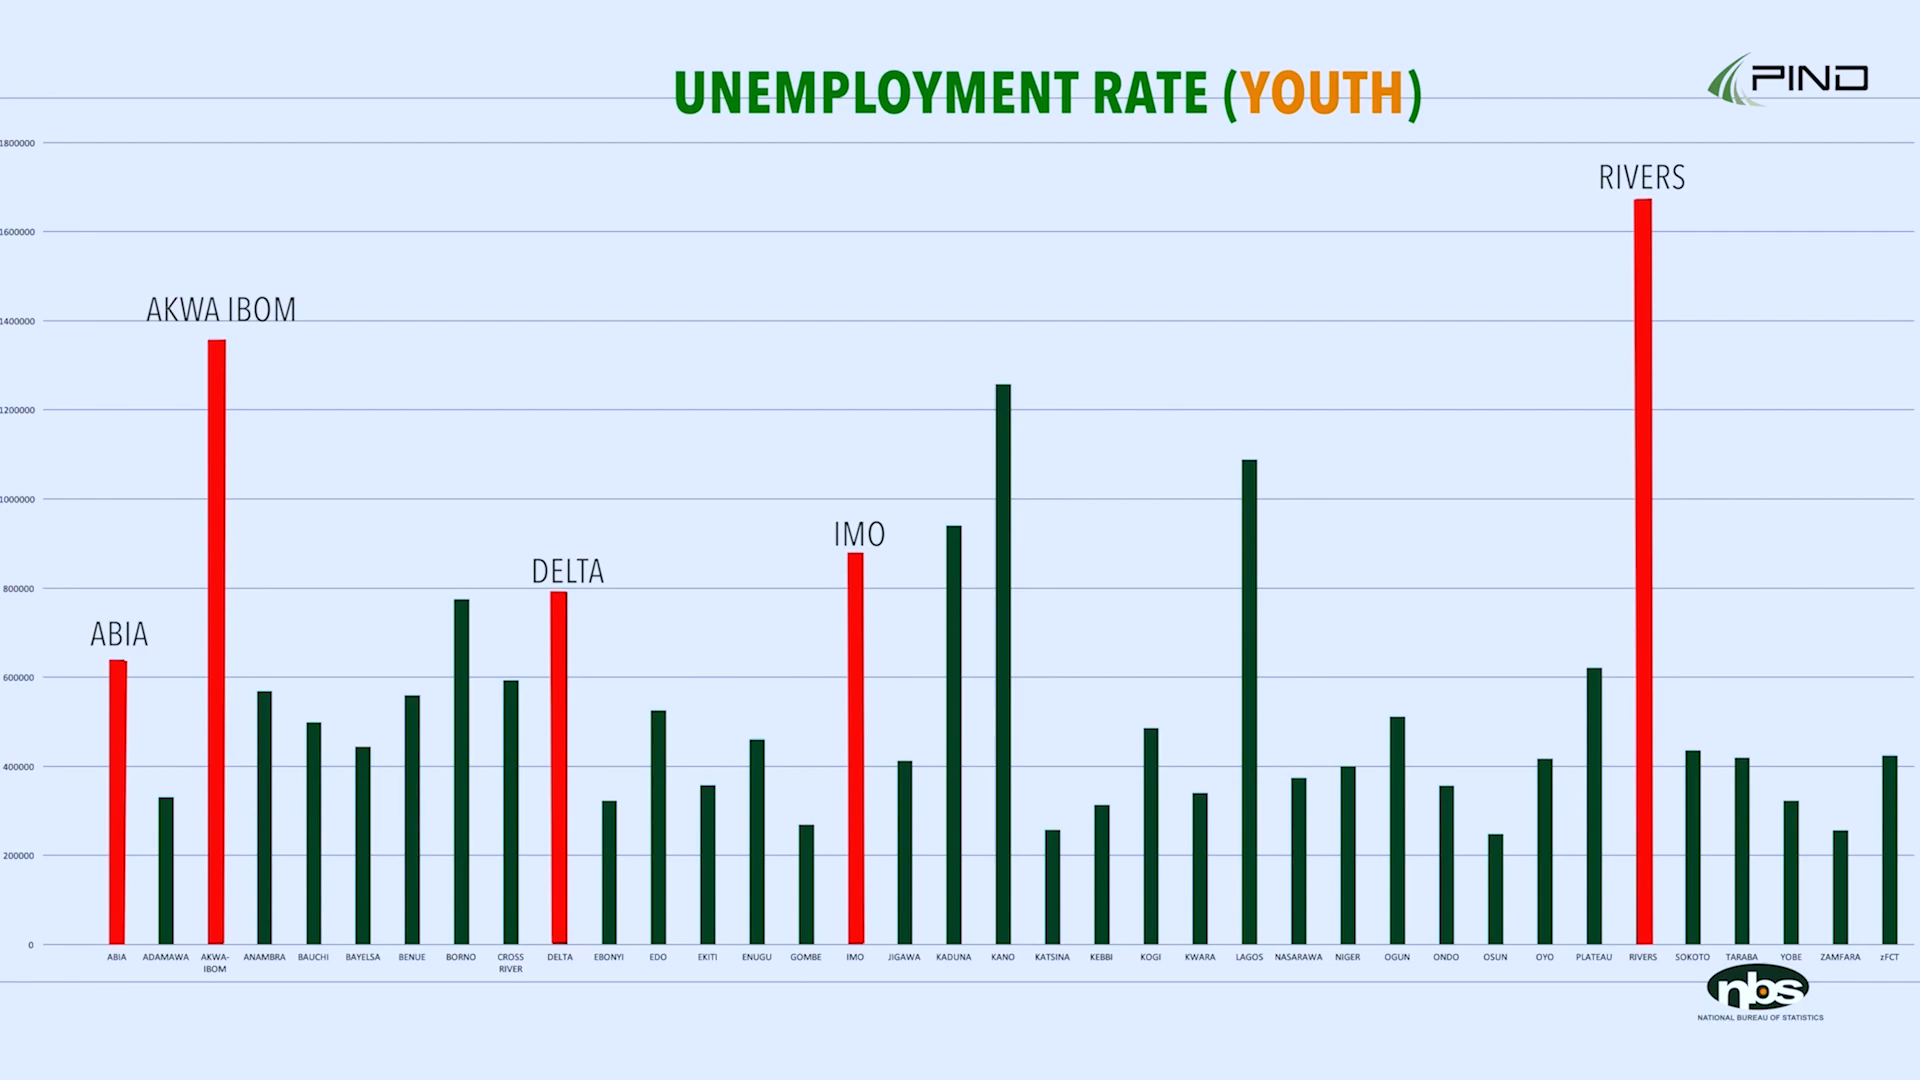 UNEMPLOYMENT RATE (YOUTH)
PIND
1800000
RIVERS
1600000
AKWA IBOM
1400000
1200000
1000000
IMO
DELTA
800000
ABIA
600000
400000
200000
0
ABIA ADAMAWA AKWA-IBOM ANAMBRA BAUCHI BAYELSA BENUE BORNO CROSS RIVER DELTA EBONYI EDO EKITI ENUGU GOMBE IMO JIGAWA KADUNA KANO KATSINA KEBBI KOGI KWARA LAGOS NASARAWA NIGER OGUN ONDO OSUN OYO PLATEAU RIVERS SOKOTO TARABA YOBE ZAMFARA zFCT
nbs
NATIONAL BUREAU OF STATISTICS